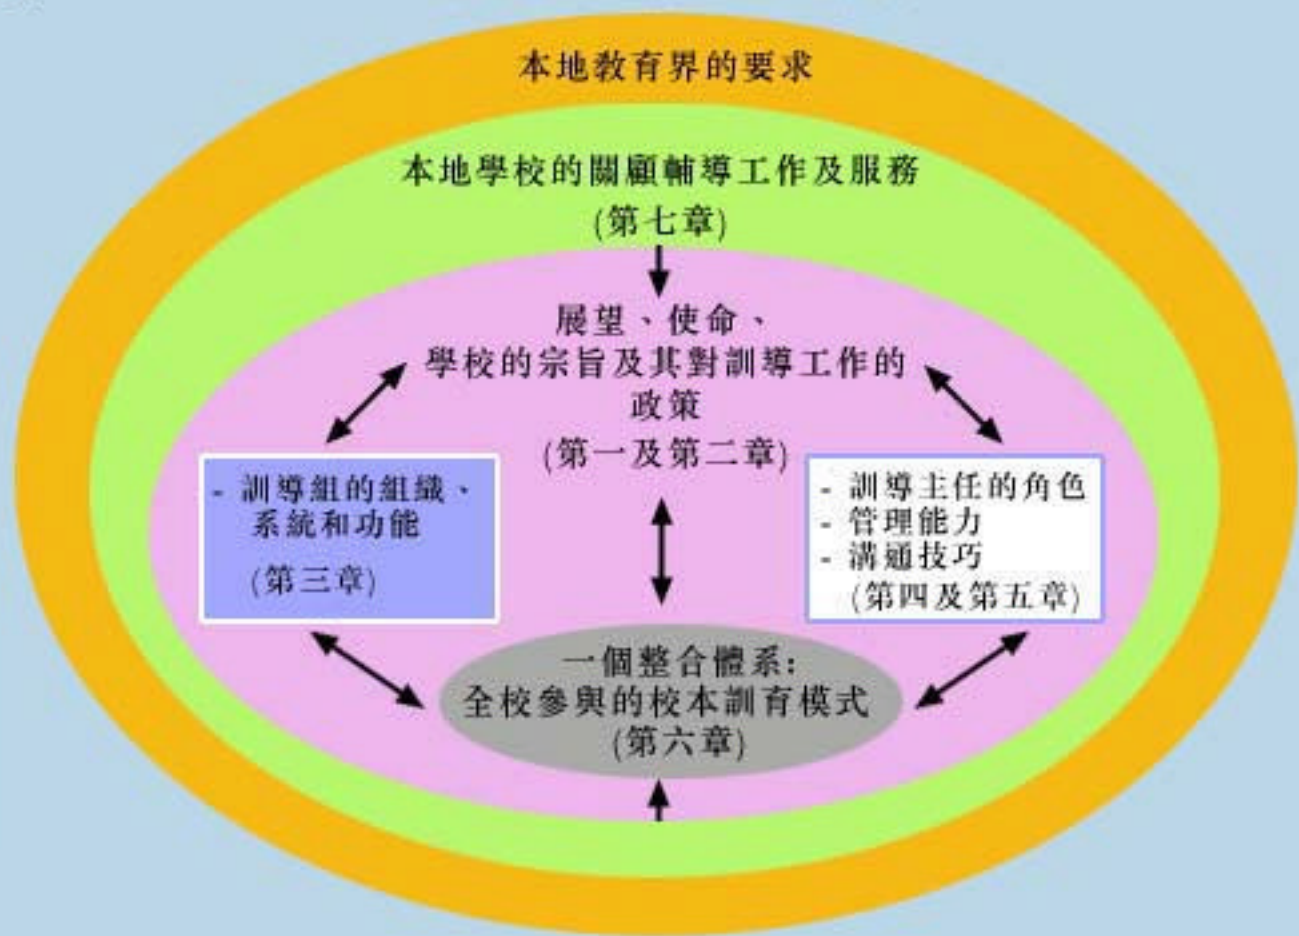 本地教育界的要求
本地學校的關顧輔導工作及服務
(第七章)
展望、使命、
學校的宗旨及其對訓導工作的
政策
(第一及第二章)
- 訓導組的組織、
系統和功能
(第三章)
- 訓導主任的角色
- 管理能力
- 溝通技巧
(第四及第五章)
一個整合體系:
全校參與的校本訓育模式
(第六章)